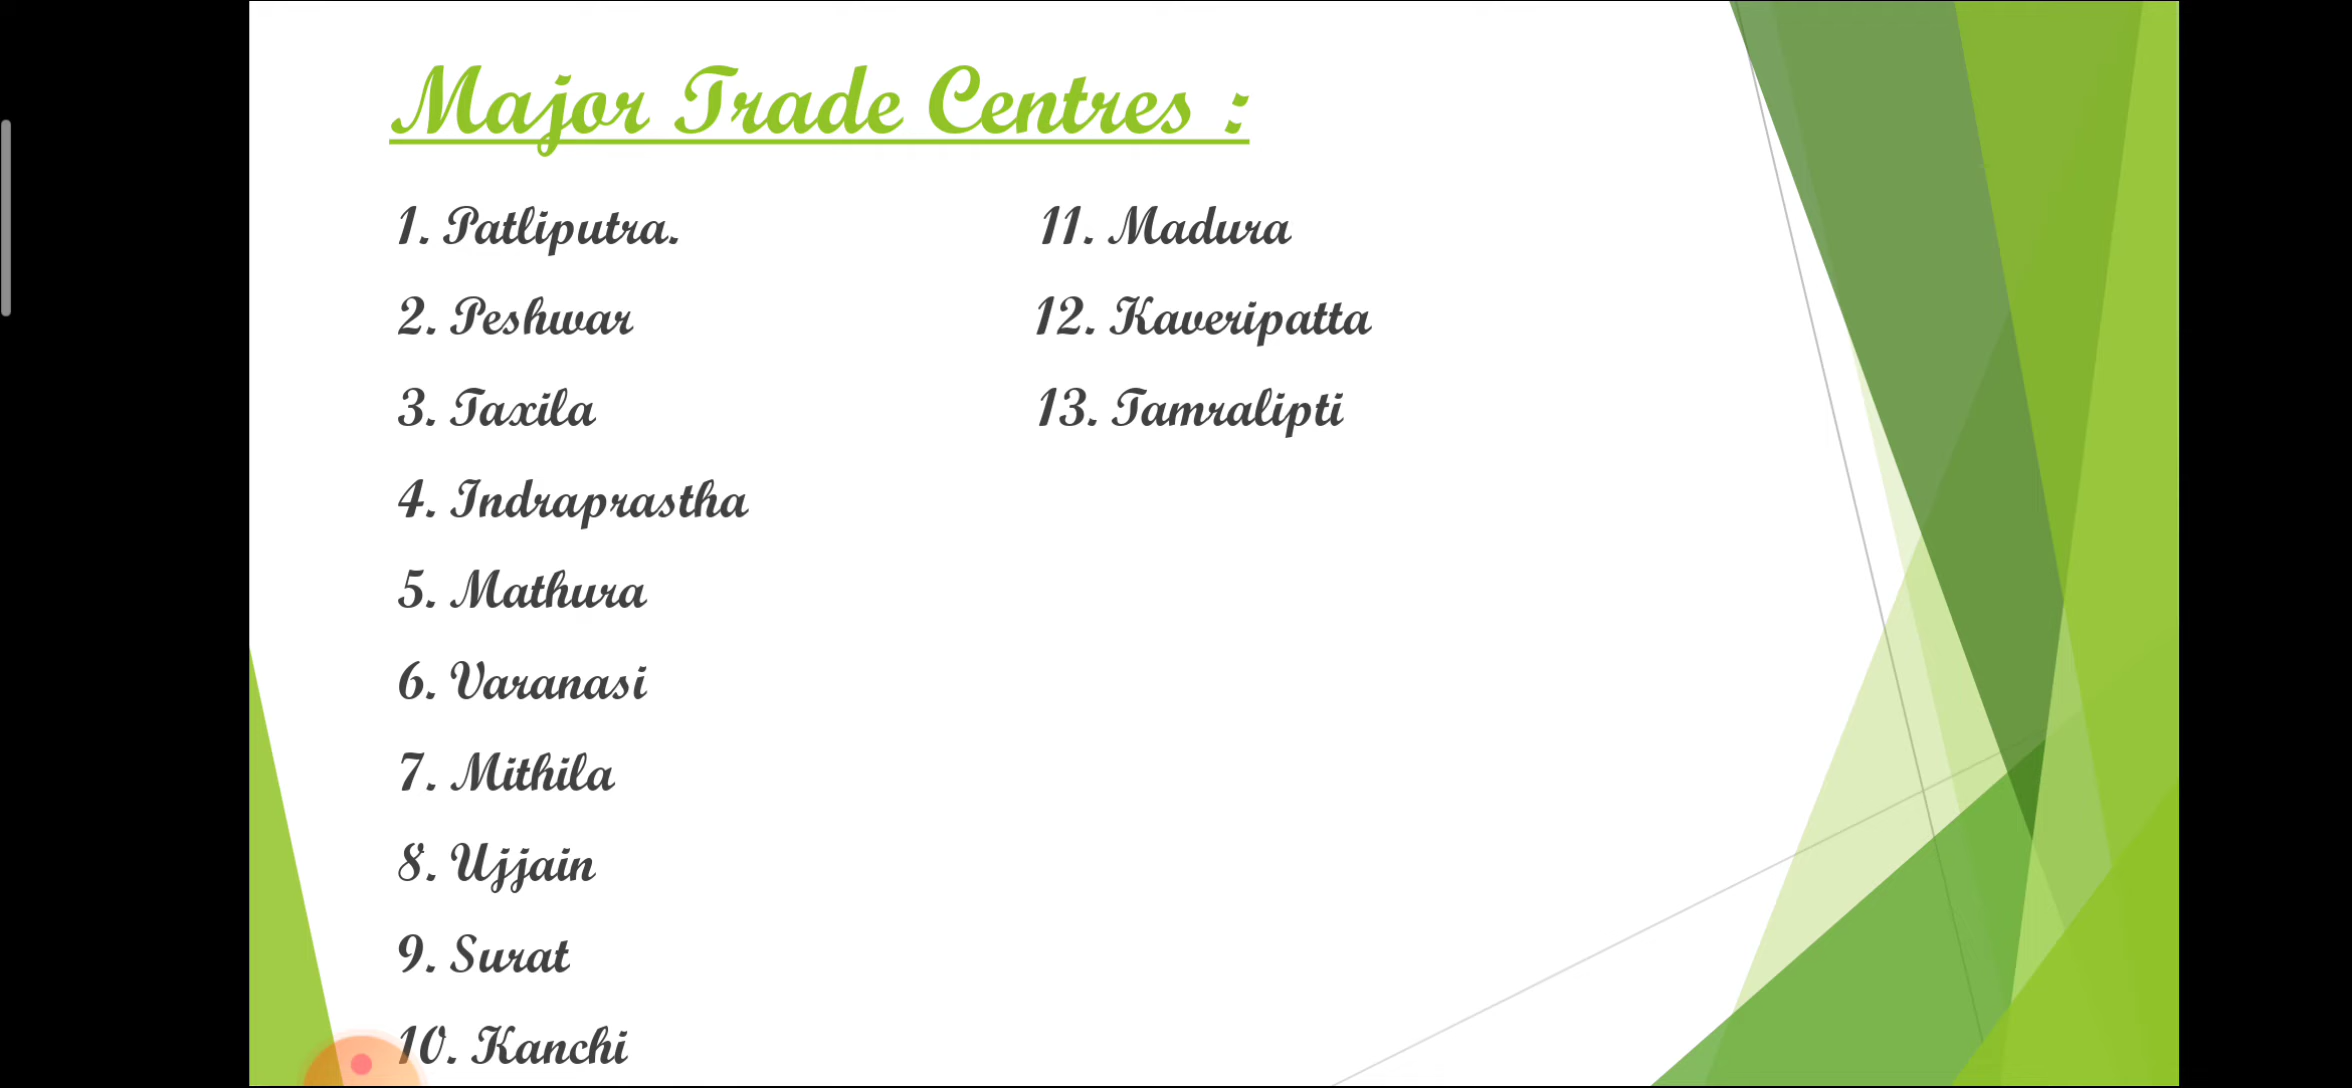 Major Trade Centres :
1. Patliputra.
2. Peshwar
3. Taxila
4. Indraprastha
5. Mathura
6. Varanasi
7. Mithila
8. Ujjain
9. Surat
10. Kanchi
11. Madura
12. Kaveripatta
13. Tamralipti